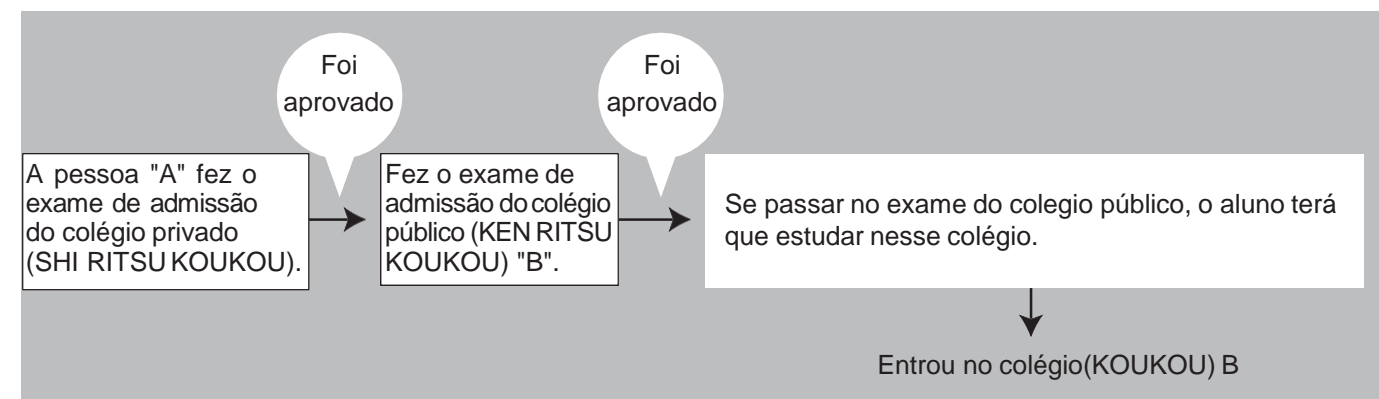 Foi
aprovado
Foi
aprovado
A pessoa "A" fez o
exame de admissão
do colégio privado
(SHI RITSU KOUKOU).
Fez o exame de
admissão do colégio
público (KEN RITSU
KOUKOU) "B".
Se passar no exame do colegio público, o aluno terá
que estudar nesse colégio.
Entrou no colégio(KOUKOU) B